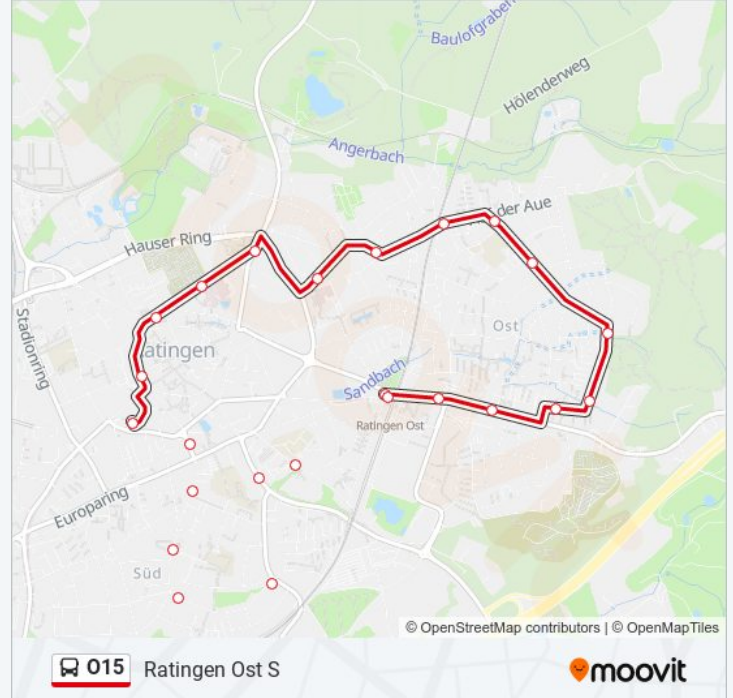 Baulofgraben
Hölenderweg
Angerbach
der Aue
Hauser Ring
Stadionring
Ost
atingen
Sandbach
Ratingen Ost
Europaring
Süd
© OpenStreetMap contributors | © OpenMapTiles
O15 Ratingen Ost S
moovit